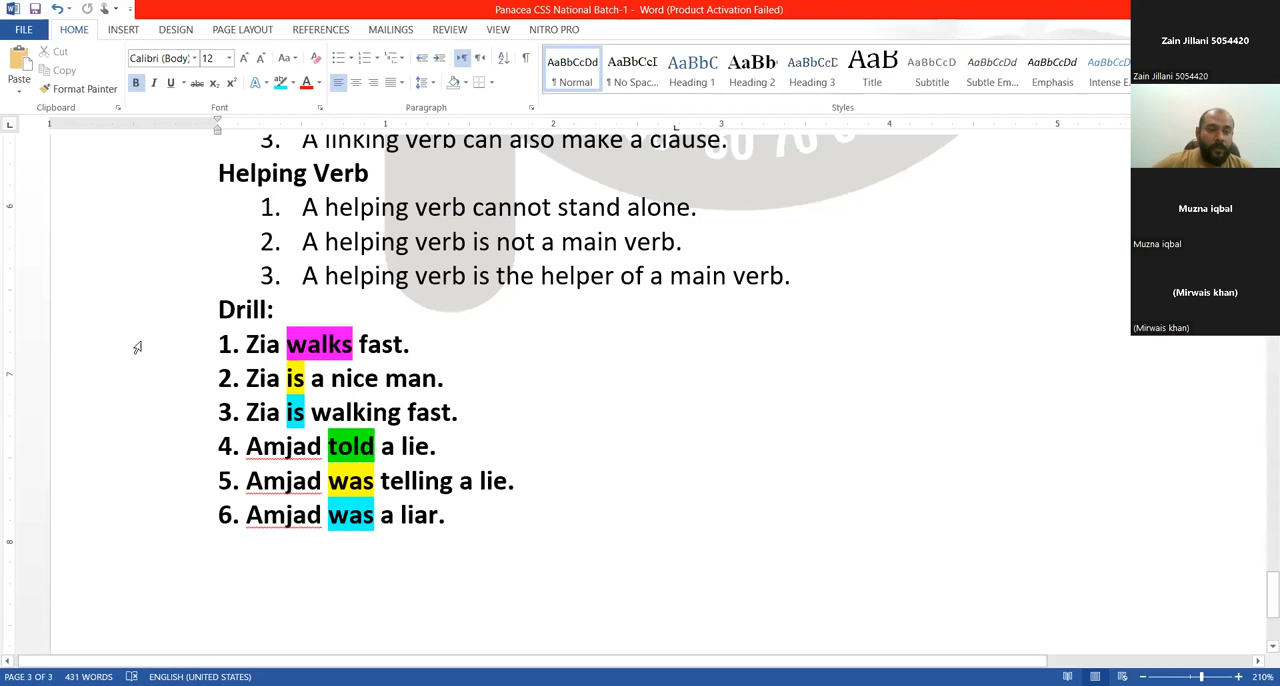 Panacea CSS National Batch-1 - Word (Product Activation Failed)
FILE HOME INSERT DESIGN PAGE LAYOUT REFERENCES MAILINGS REVIEW VIEW NITRO PRO
Cut
Copy
Format Painter
Paste
Calibri (Body) 12
AaBbCcDd AaBbCcI AaBbC AaBb AaBbCcD AaB AaBbCcD AaBbCcDd AaBbCcDd AaBbCcDd
¶ Normal ¶ No Spac... Heading 1 Heading 2 Heading 3 Title Subtitle Subtle Em... Emphasis Intense E
Clipboard Font Paragraph Styles
1 1 2 3 4 5
3. A linking verb can also make a clause.
Helping Verb
1. A helping verb cannot stand alone.
2. A helping verb is not a main verb.
3. A helping verb is the helper of a main verb.
Drill:
1. Zia walks fast.
2. Zia is a nice man.
3. Zia is walking fast.
4. Amjad told a lie.
5. Amjad was telling a lie.
6. Amjad was a liar.
Zain Jillani 5054420
Zain Jillani 5054420
Muzna iqbal
Muzna iqbal
(Mirwais khan)
(Mirwais khan)
PAGE 3 OF 3 431 WORDS ENGLISH (UNITED STATES) 210%